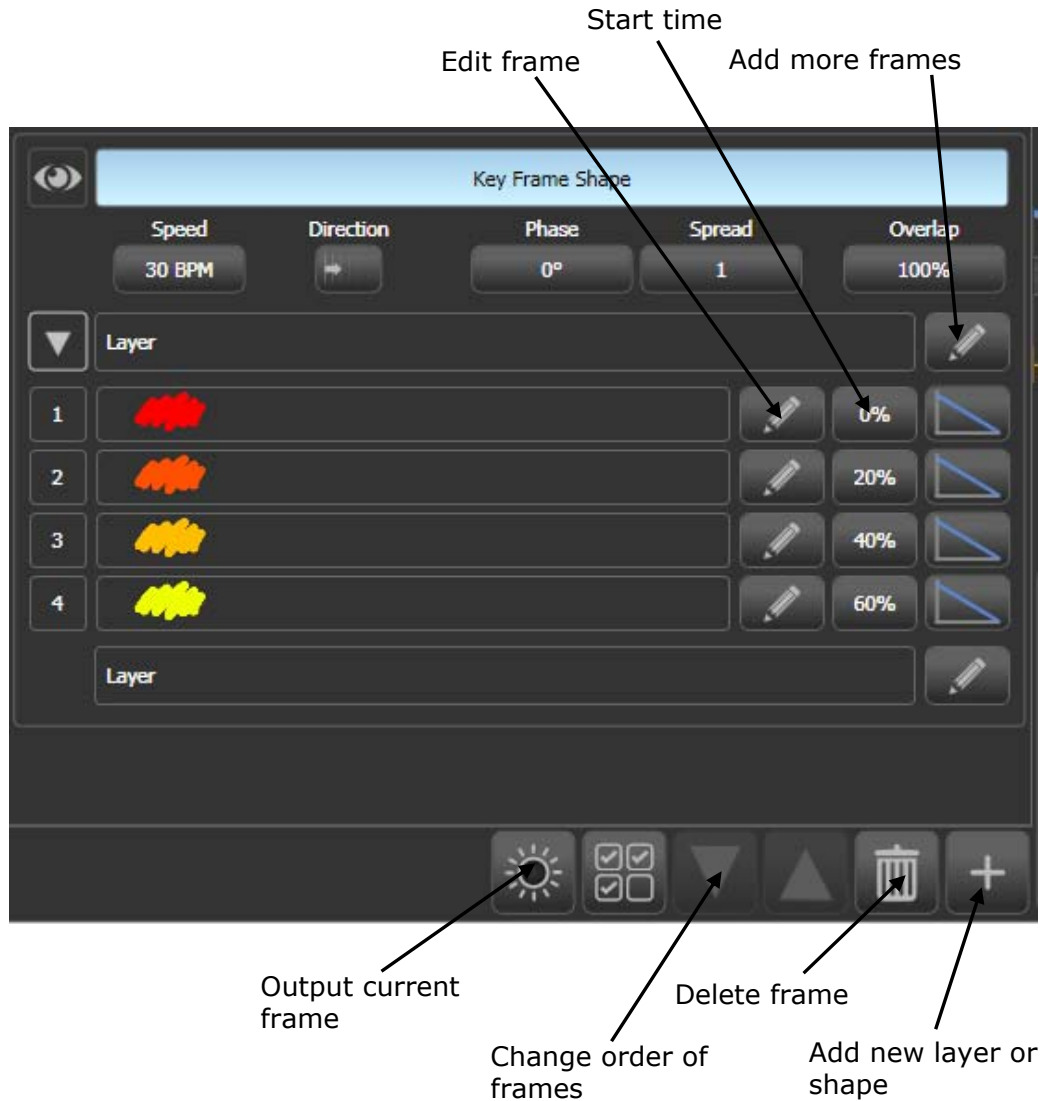 Start time
Edit frame
Add more frames
Key Frame Shape
Speed Direction Phase Spread Overlap
30 BPM 0° 1 100%
Layer
1 0%
2 20%
3 40%
4 60%
Layer
Output current
frame
Delete frame
Change order of
frames
Add new layer or
shape